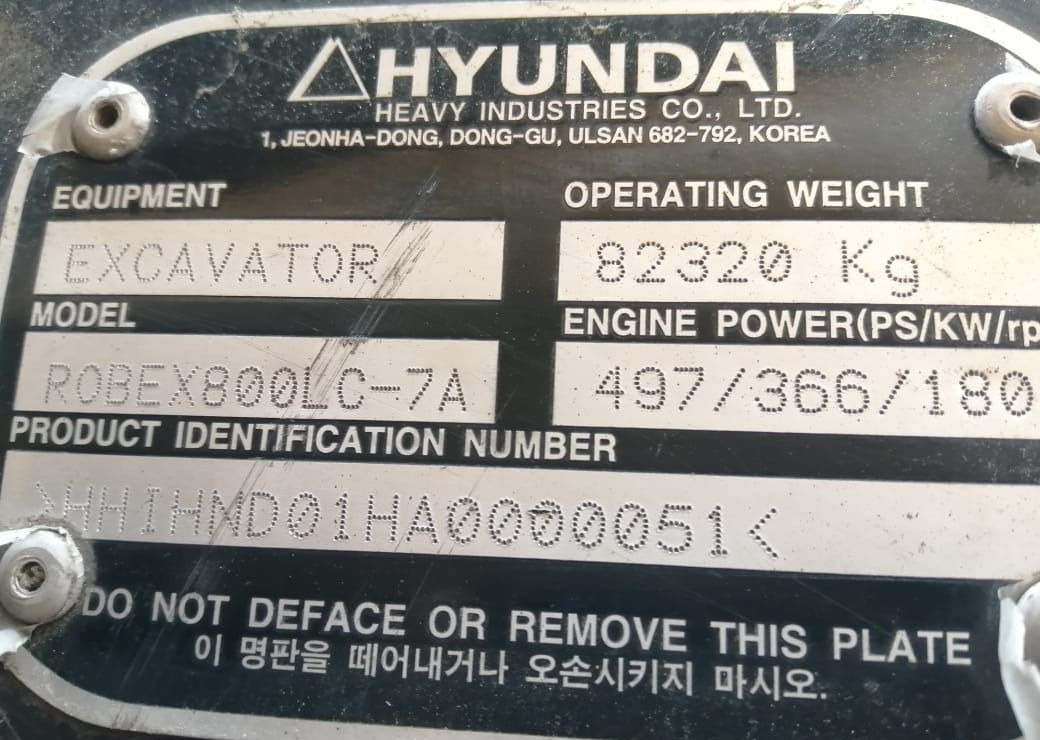 HYUNDAI
HEAVY INDUSTRIES CO., LTD.
1, JEONHA-DONG, DONG-GU, ULSAN 682-792, KOREA
EQUIPMENT
EXCAVATOR
OPERATING WEIGHT
82320 Kg
MODEL
ROBEX800LC-7A
ENGINE POWER(PS/KW/rp
497/366/180
PRODUCT IDENTIFICATION NUMBER
>HHIHND01HA0000051<
DO NOT DEFACE OR REMOVE THIS PLATE
이 명판을 떼어내거나 오손시키지 마시오.